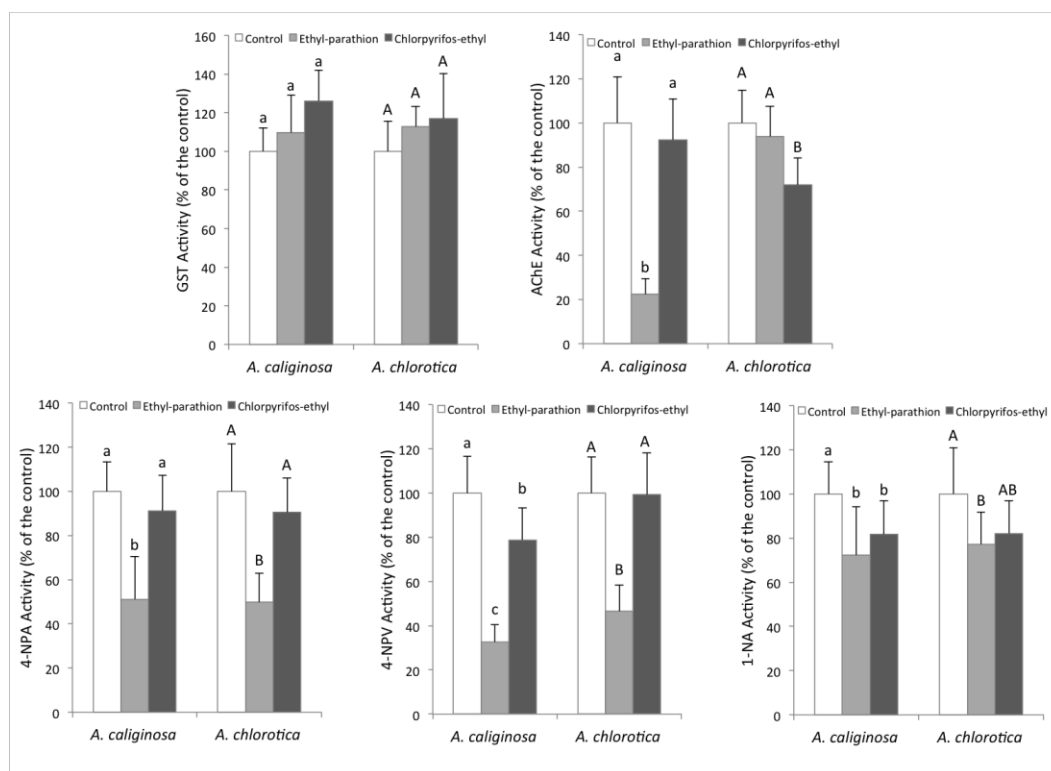 160
140
120
100
80
60
40
20
0
GST Activity (% of the control)
Control Ethyl-parathion Chlorpyrifos-ethyl
a a a A A A
A. caliginosa A. chlorotica
140
120
100
80
60
40
20
0
AChE Activity (% of the control)
Control Ethyl-parathion Chlorpyrifos-ethyl
a b a A A B
A. caliginosa A. chlorotica
140
120
100
80
60
40
20
0
4-NPA Activity (% of the control)
Control Ethyl-parathion Chlorpyrifos-ethyl
a b a A B A
A. caliginosa A. chlorotica
140
120
100
80
60
40
20
0
4-NPV Activity (% of the control)
Control Ethyl-parathion Chlorpyrifos-ethyl
a c b A B A
A. caliginosa A. chlorotica
140
120
100
80
60
40
20
0
1-NA Activity (% of the control)
Control Ethyl-parathion Chlorpyrifos-ethyl
a b b A B AB
A. caliginosa A. chlorotica